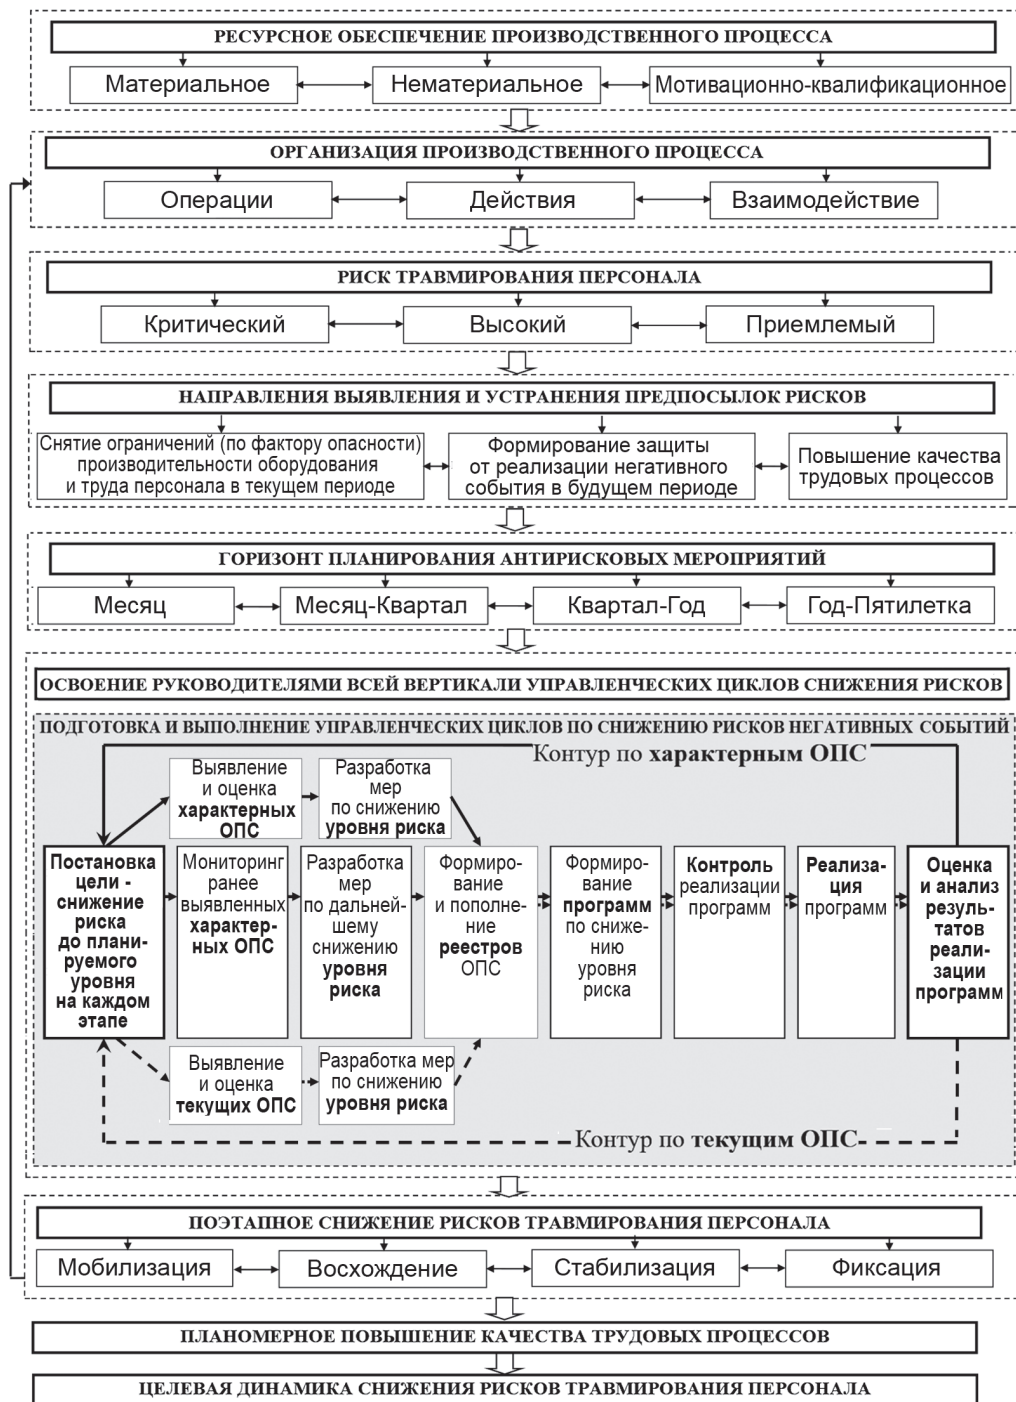 РЕСУРСНОЕ ОБЕСПЕЧЕНИЕ ПРОИЗВОДСТВЕННОГО ПРОЦЕССА
Материальное
Нематериальное
Мотивационно-квалификационное
ОРГАНИЗАЦИЯ ПРОИЗВОДСТВЕННОГО ПРОЦЕССА
Операции
Действия
Взаимодействие
РИСК ТРАВМИРОВАНИЯ ПЕРСОНАЛА
Критический
Высокий
Приемлемый
НАПРАВЛЕНИЯ ВЫЯВЛЕНИЯ И УСТРАНЕНИЯ ПРЕДПОСЫЛОК РИСКОВ
Снятие ограничений (по фактору опасности)
производительности оборудования
и труда персонала в текущем периоде
Формирование защиты
от реализации негативного
события в будущем периоде
Повышение качества
трудовых процессов
ГОРИЗОНТ ПЛАНИРОВАНИЯ АНТИРИСКОВЫХ МЕРОПРИЯТИЙ
Месяц
Месяц-Квартал
Квартал-Год
Год-Пятилетка
ОСВОЕНИЕ РУКОВОДИТЕЛЯМИ ВСЕЙ ВЕРТИКАЛИ УПРАВЛЕНЧЕСКИХ ЦИКЛОВ СНИЖЕНИЯ РИСКОВ
ПОДГОТОВКА И ВЫПОЛНЕНИЕ УПРАВЛЕНЧЕСКИХ ЦИКЛОВ ПО СНИЖЕНИЮ РИСКОВ НЕГАТИВНЫХ СОБЫТИЙ
Контур по характерным ОПС
Выявление
и оценка
характерных
ОПС
Разработка
мер
по снижению
уровня риска
Постановка
цели -
снижение
риска
до плани-
руемого
уровня
на каждом
этапе
Мониторинг
ранее
выявленных
характер-
ных ОПС
Разработка
мер
по дальней-
шему
снижению
уровня
риска
Формиро-
вание
и пополне-
ние
реестров
ОПС
Формиро-
вание
программ
по сниже-
нию
уровня
риска
Контроль
реализации
программ
Реализа-
ция
программ
Оценка
и анализ
резуль-
татов
реали-
зации
программ
Выявление
и оценка
текущих ОПС
Разработка мер
по снижению
уровня риска
Контур по текущим ОПС
ПОЭТАПНОЕ СНИЖЕНИЕ РИСКОВ ТРАВМИРОВАНИЯ ПЕРСОНАЛА
Мобилизация
Восхождение
Стабилизация
Фиксация
ПЛАНОМЕРНОЕ ПОВЫШЕНИЕ КАЧЕСТВА ТРУДОВЫХ ПРОЦЕССОВ
ЦЕЛЕВАЯ ДИНАМИКА СНИЖЕНИЯ РИСКОВ ТРАВМИРОВАНИЯ ПЕРСОНАЛА